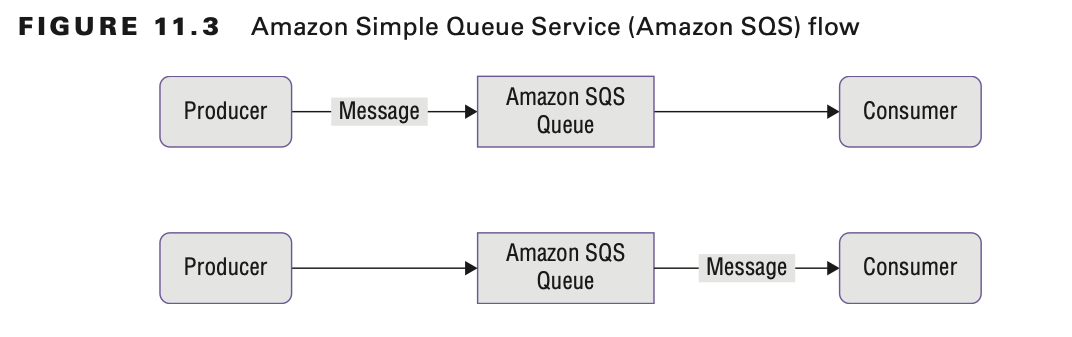 FIGURE 11.3 Amazon Simple Queue Service (Amazon SQS) flow
Producer
Message
Amazon SQS
Queue
Consumer
Producer
Amazon SQS
Queue
Message
Consumer